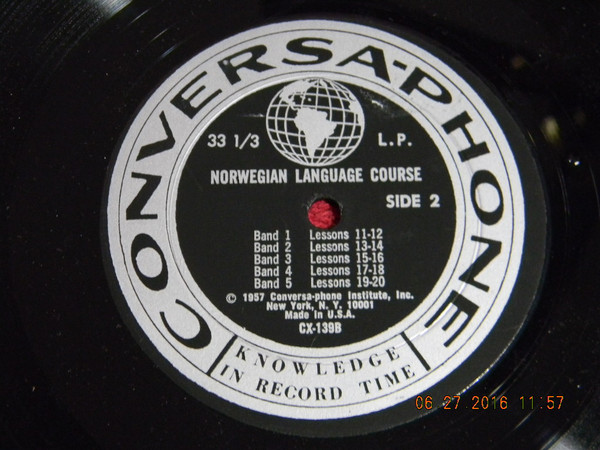 CONVERSA-PHONE
33 1/3 L.P.
NORWEGIAN LANGUAGE COURSE
SIDE 2
Band 1 Lessons 11-12
Band 2 Lessons 13-14
Band 3 Lessons 15-16
Band 4 Lessons 17-18
Band 5 Lessons 19-20
© 1957 Conversa-phone Institute, Inc.
New York, N. Y. 10001
Made in U.S.A.
CX-139B
KNOWLEDGE
IN RECORD TIME
06 27 2016 11:57